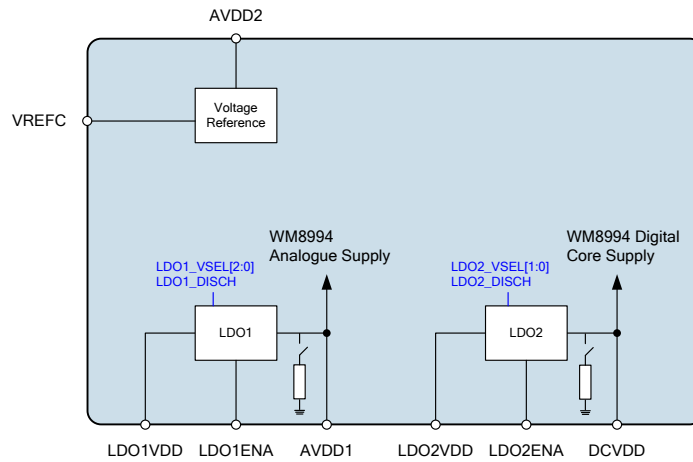 AVDD2
VREFC
Voltage
Reference
WM8994
Analogue Supply
LDO1_VSEL[2:0]
LDO1_DISCH
LDO1
WM8994 Digital
Core Supply
LDO2_VSEL[1:0]
LDO2_DISCH
LDO2
LDO1VDD
LDO1ENA
AVDD1
LDO2VDD
LDO2ENA
DCVDD